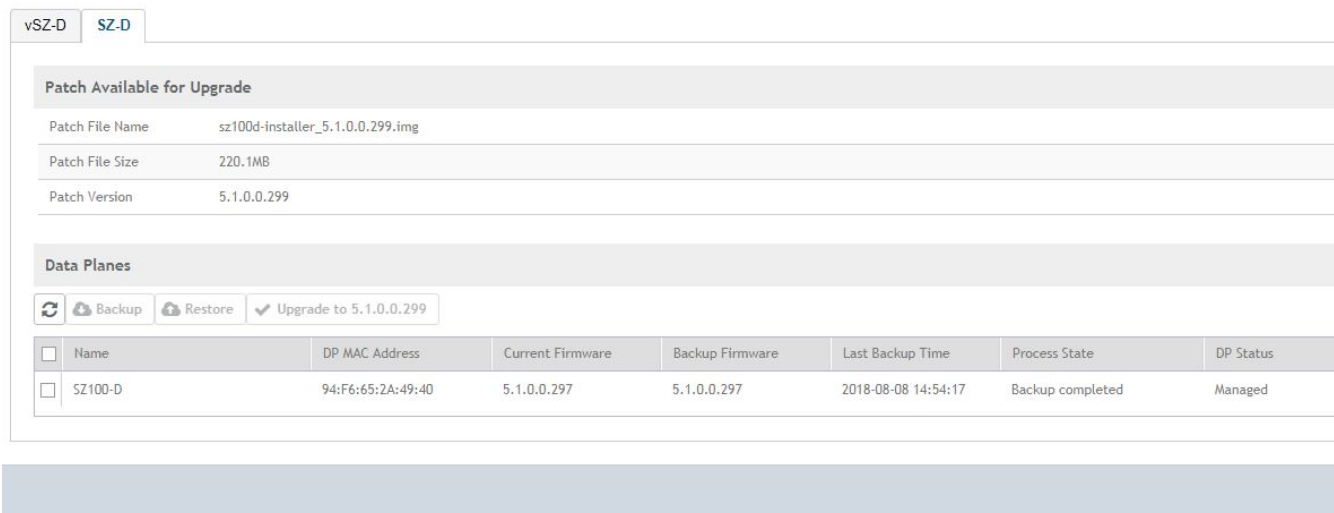 vSZ-D SZ-D
Patch Available for Upgrade
Patch File Name sz100d-installer_5.1.0.0.299.img
Patch File Size 220.1MB
Patch Version 5.1.0.0.299
Data Planes
Backup Restore Upgrade to 5.1.0.0.299
Name DP MAC Address Current Firmware Backup Firmware Last Backup Time Process State DP Status
SZ100-D 94:F6:65:2A:49:40 5.1.0.0.297 5.1.0.0.297 2018-08-08 14:54:17 Backup completed Managed